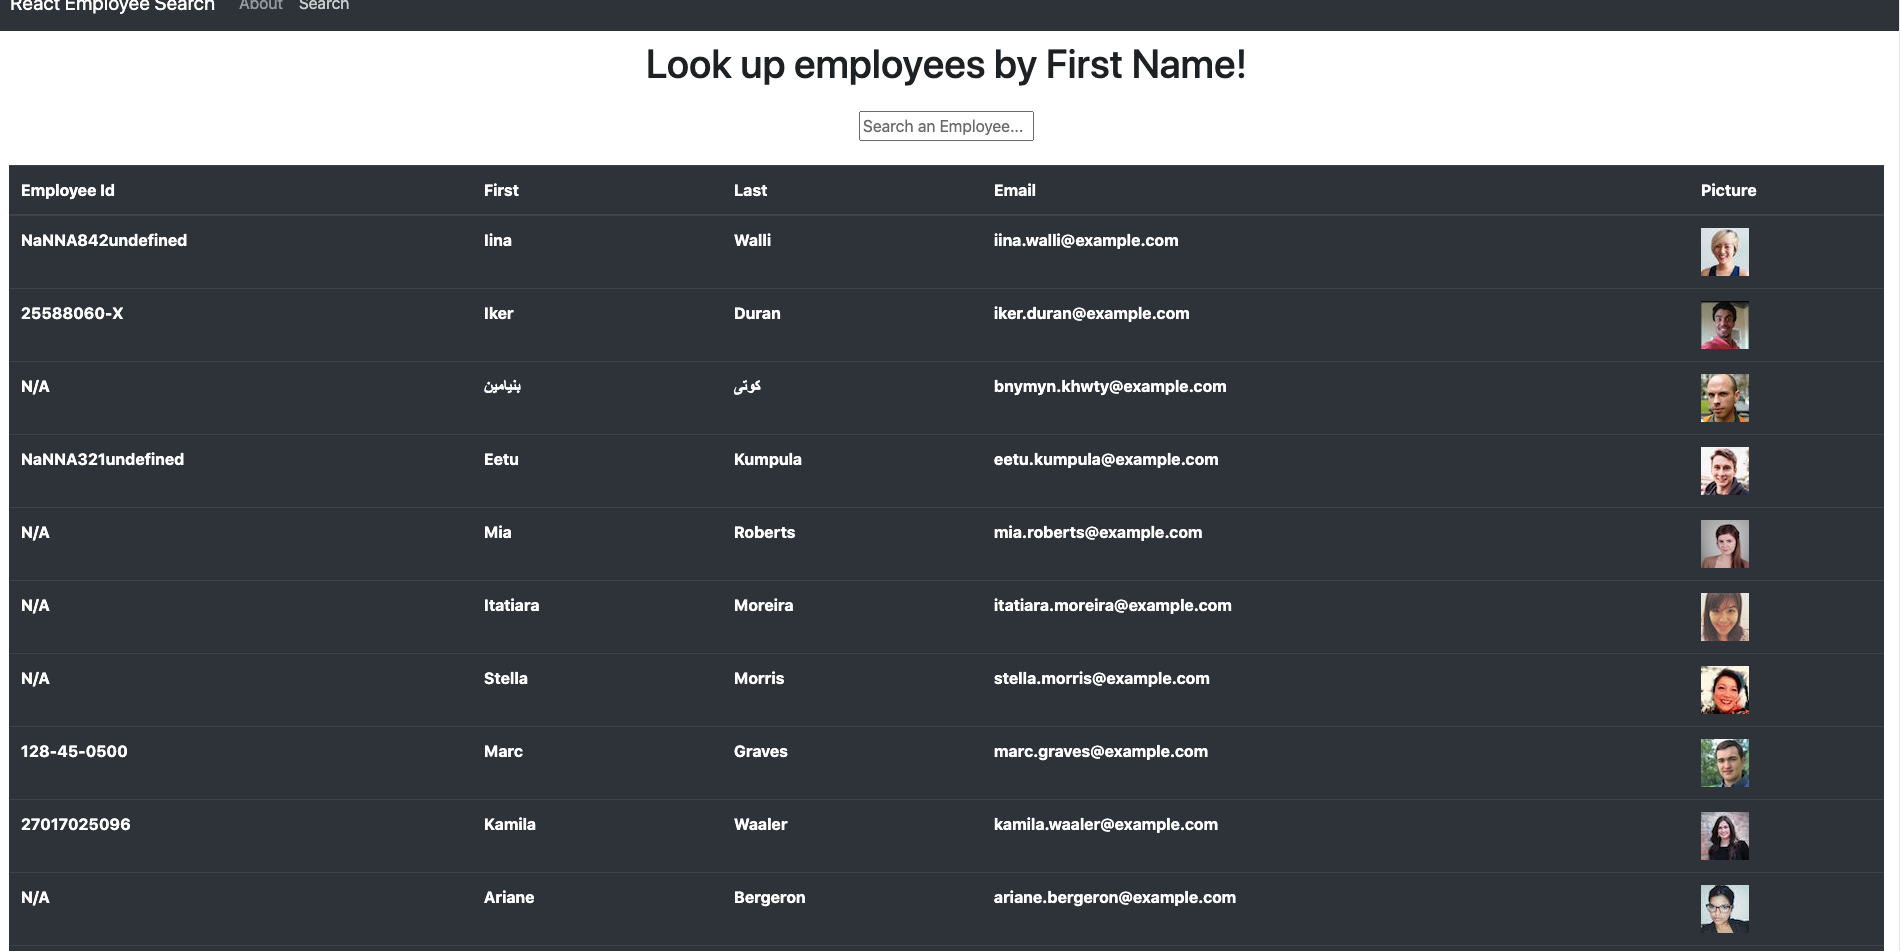 React Employee Search About Search
Look up employees by First Name!
Search an Employee...
Employee Id First Last Email Picture
NaNNA842undefined Iina Walli iina.walli@example.com
25588060-X Iker Duran iker.duran@example.com
N/A بنیامین کوتی bnymyn.khwty@example.com
NaNNA321undefined Eetu Kumpula eetu.kumpula@example.com
N/A Mia Roberts mia.roberts@example.com
N/A Itatiara Moreira itatiara.moreira@example.com
N/A Stella Morris stella.morris@example.com
128-45-0500 Marc Graves marc.graves@example.com
27017025096 Kamila Waaler kamila.waaler@example.com
N/A Ariane Bergeron ariane.bergeron@example.com